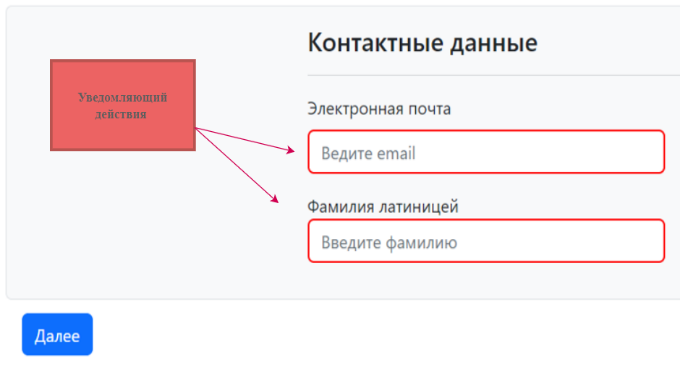 Контактные данные
Уведомляющий
действия
Электронная почта
Ведите email
Фамилия латиницей
Введите фамилию
Далее